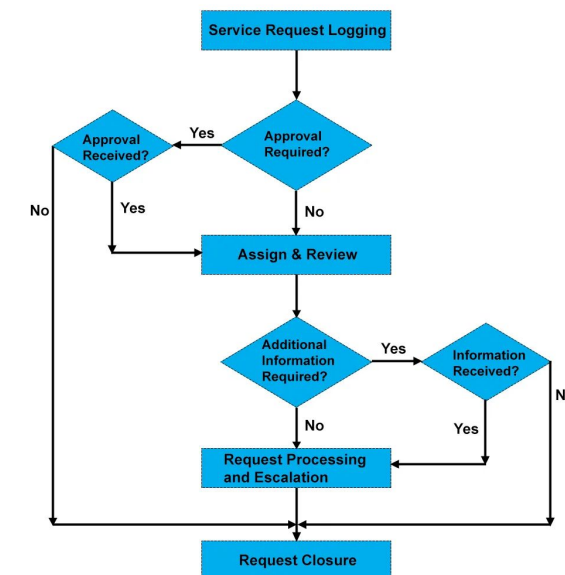 Service Request Logging
Approval
Received?
Yes
Approval
Required?
No
Yes
No
Assign & Review
Additional
Information
Required?
Yes
Information
Received?
N
No
Yes
Request Processing
and Escalation
Request Closure